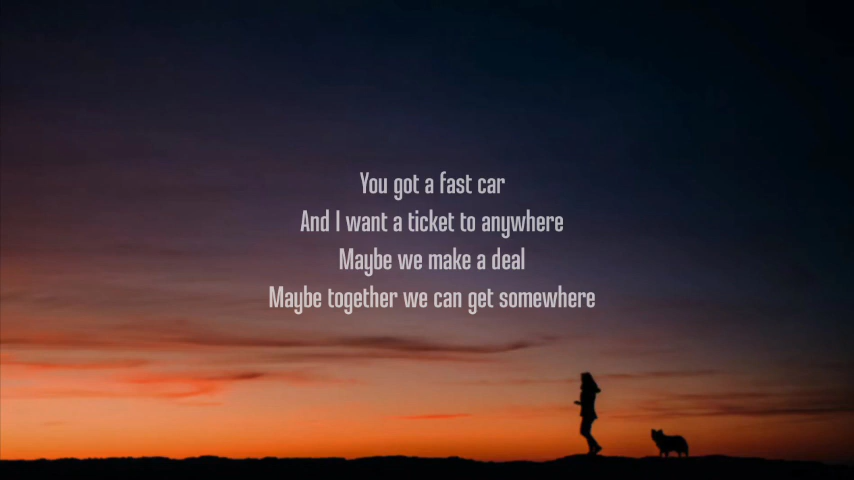 You got a fast car
And I want a ticket to anywhere
Maybe we make a deal
Maybe together we can get somewhere